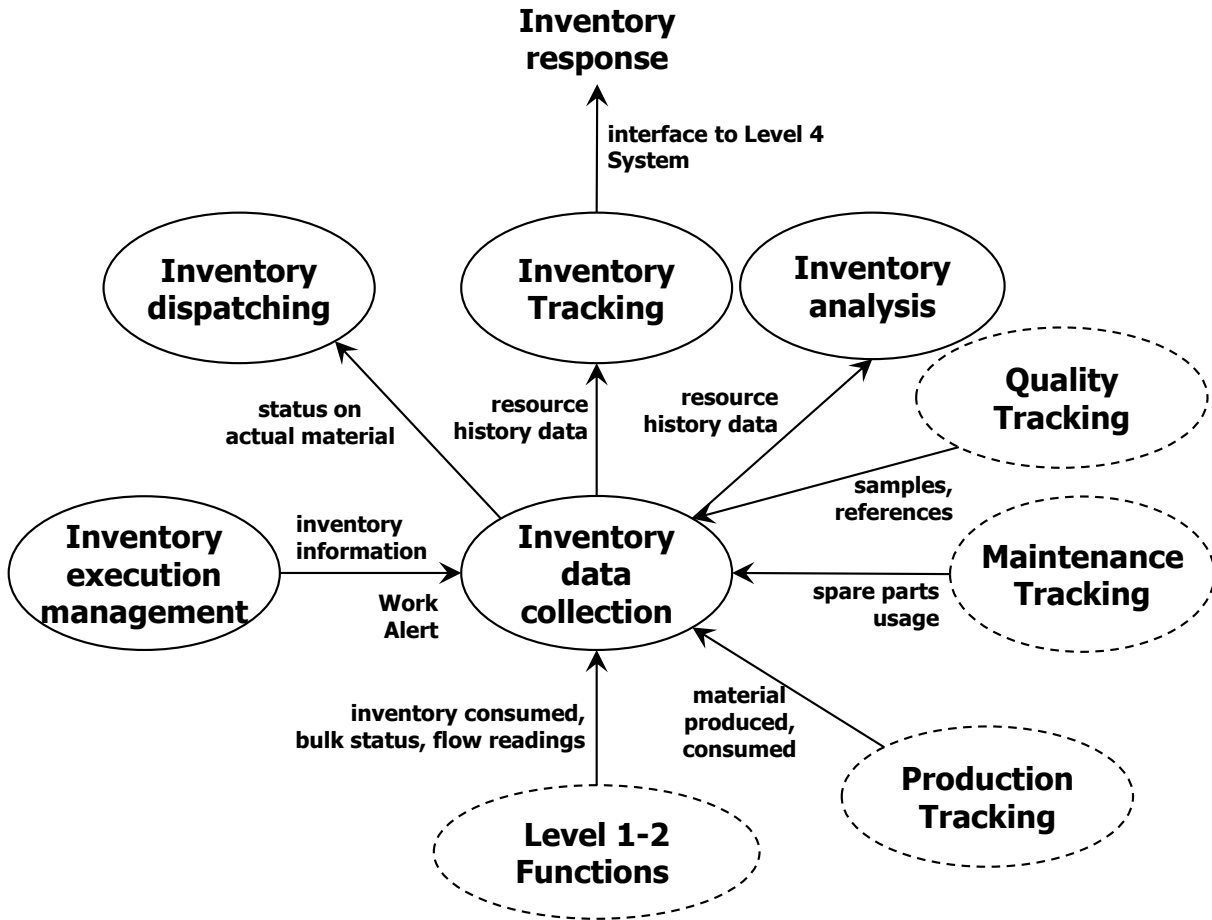 Inventory
response
interface to Level 4
System
Inventory
dispatching
Inventory
Tracking
Inventory
analysis
Quality
Tracking
status on
actual material
resource
history data
resource
history data
samples,
references
Inventory
execution
management
inventory
information
Work
Alert
Inventory
data
collection
Maintenance
Tracking
spare parts
usage
inventory consumed,
bulk status, flow readings
material
produced,
consumed
Production
Tracking
Level 1-2
Functions